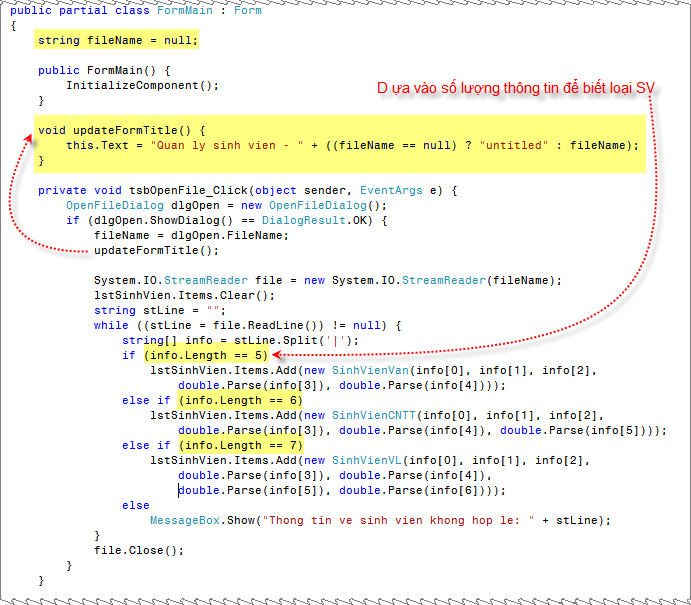 public partial class FormMain : Form
{
    string fileName = null;

    public FormMain() {
        InitializeComponent();
    }
D ựa vào số lượng thông tin để biết loại SV

    void updateFormTitle() {
        this.Text = "Quan ly sinh vien - " + ((fileName == null) ? "untitled" : fileName);
    }

    private void tsbOpenFile_Click(object sender, EventArgs e) {
        OpenFileDialog dlgOpen = new OpenFileDialog();
        if (dlgOpen.ShowDialog() == DialogResult.OK) {
            fileName = dlgOpen.FileName;
            updateFormTitle();

            System.IO.StreamReader file = new System.IO.StreamReader(fileName);
            lstSinhVien.Items.Clear();
            string stLine = "";
            while ((stLine = file.ReadLine()) != null) {
                string[] info = stLine.Split('|');
                if (info.Length == 5)
                    lstSinhVien.Items.Add(new SinhVienVan(info[0], info[1], info[2],
                        double.Parse(info[3]), double.Parse(info[4])));
                else if (info.Length == 6)
                    lstSinhVien.Items.Add(new SinhVienCNTT(info[0], info[1], info[2],
                        double.Parse(info[3]), double.Parse(info[4]), double.Parse(info[5])));
                else if (info.Length == 7)
                    lstSinhVien.Items.Add(new SinhVienVL(info[0], info[1], info[2],
                        double.Parse(info[3]), double.Parse(info[4]),
                        double.Parse(info[5]), double.Parse(info[6])));
                else
                    MessageBox.Show("Thong tin ve sinh vien khong hop le: " + stLine);
            }
            file.Close();
        }
    }